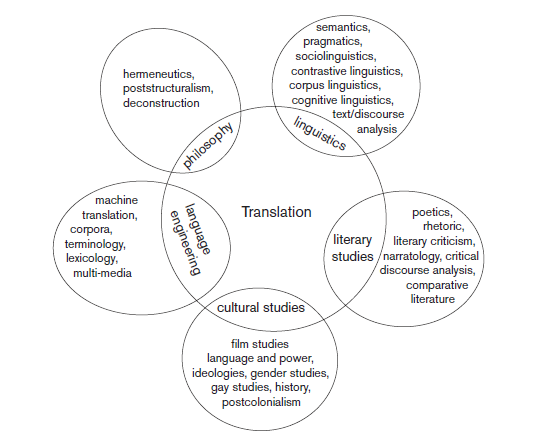 semantics,
pragmatics,
sociolinguistics,
contrastive linguistics,
corpus linguistics,
cognitive linguistics,
text/discourse
analysis
linguistics
hermeneutics,
poststructuralism,
deconstruction
philosophy
Translation
machine
translation,
corpora,
terminology,
lexicology,
multi-media
language
engineering
literary
studies
poetics,
rhetoric,
literary criticism,
narratology, critical
discourse analysis,
comparative
literature
cultural studies
film studies
language and power,
ideologies, gender studies,
gay studies, history,
postcolonialism